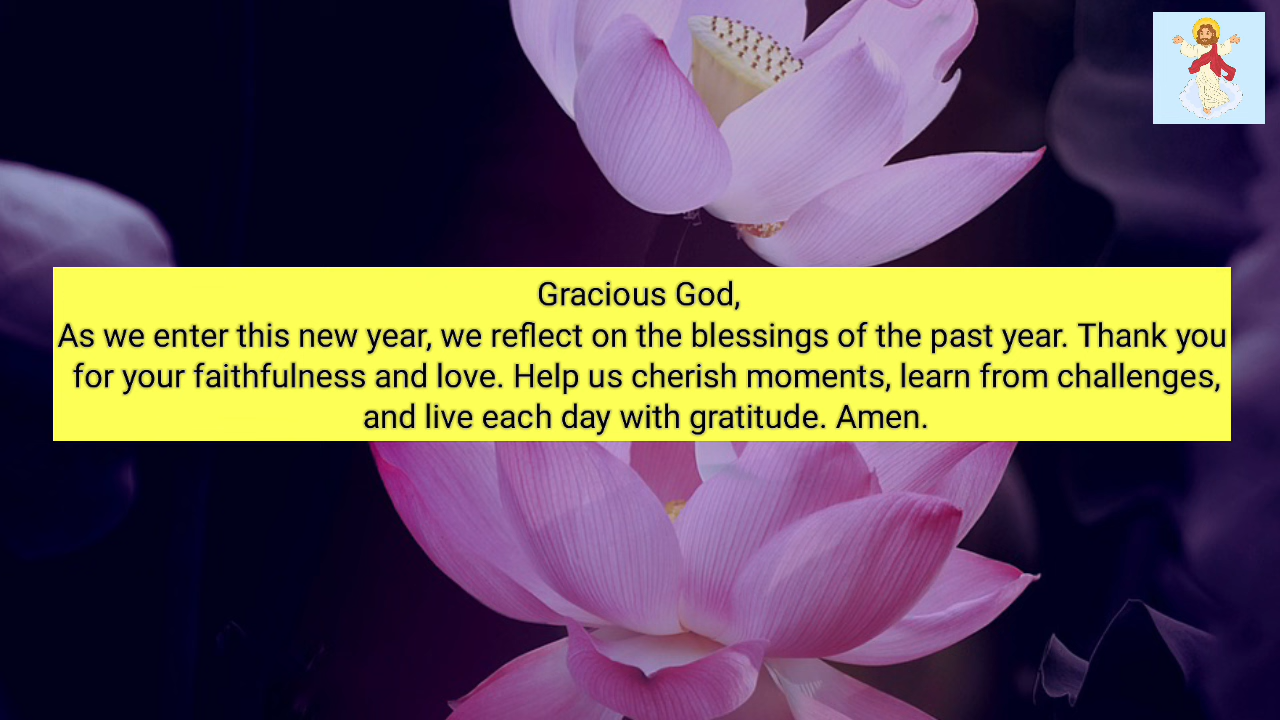 Gracious God,
As we enter this new year, we reflect on the blessings of the past year. Thank you
for your faithfulness and love. Help us cherish moments, learn from challenges,
and live each day with gratitude. Amen.